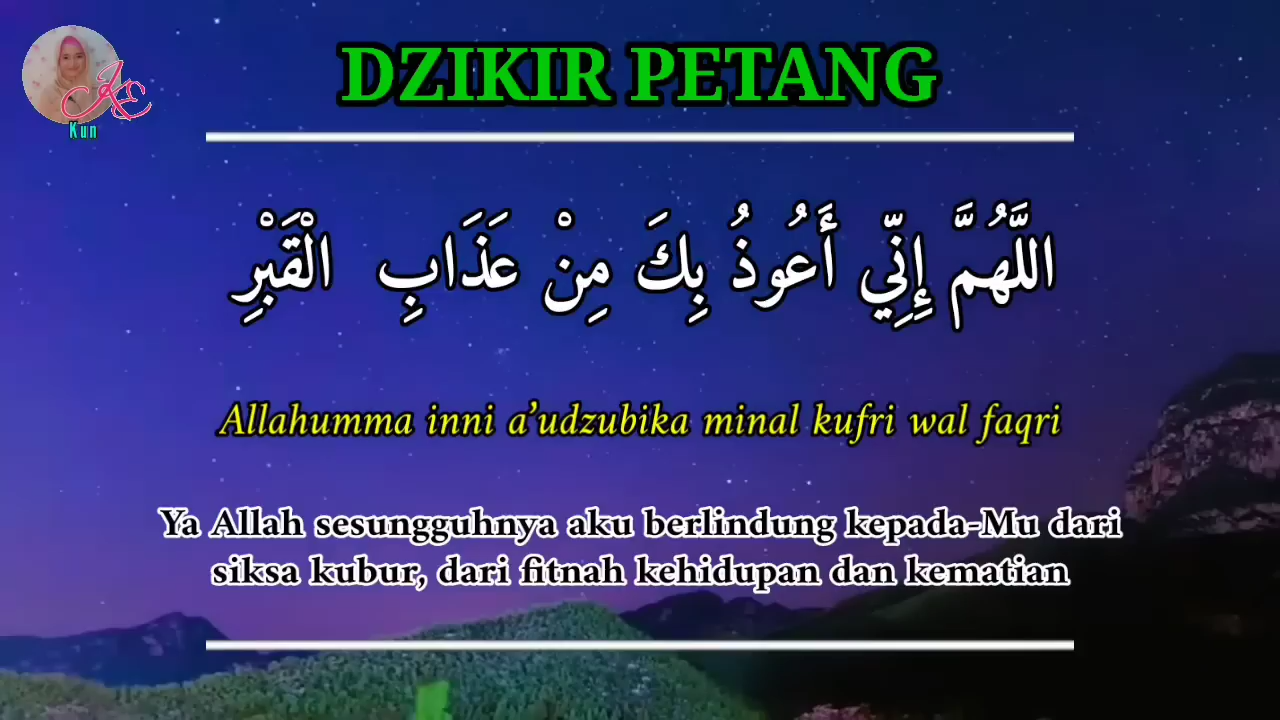 Kun
DZIKIR PETANG
اللَّهُمَّ إِنِّي أَعُوذُ بِكَ مِنْ عَذَابِ الْقَبْرِ
Allahumma inni a’udzubika minal kufri wal faqri
Ya Allah sesungguhnya aku berlindung kepada-Mu dari
siksa kubur, dari fitnah kehidupan dan kematian